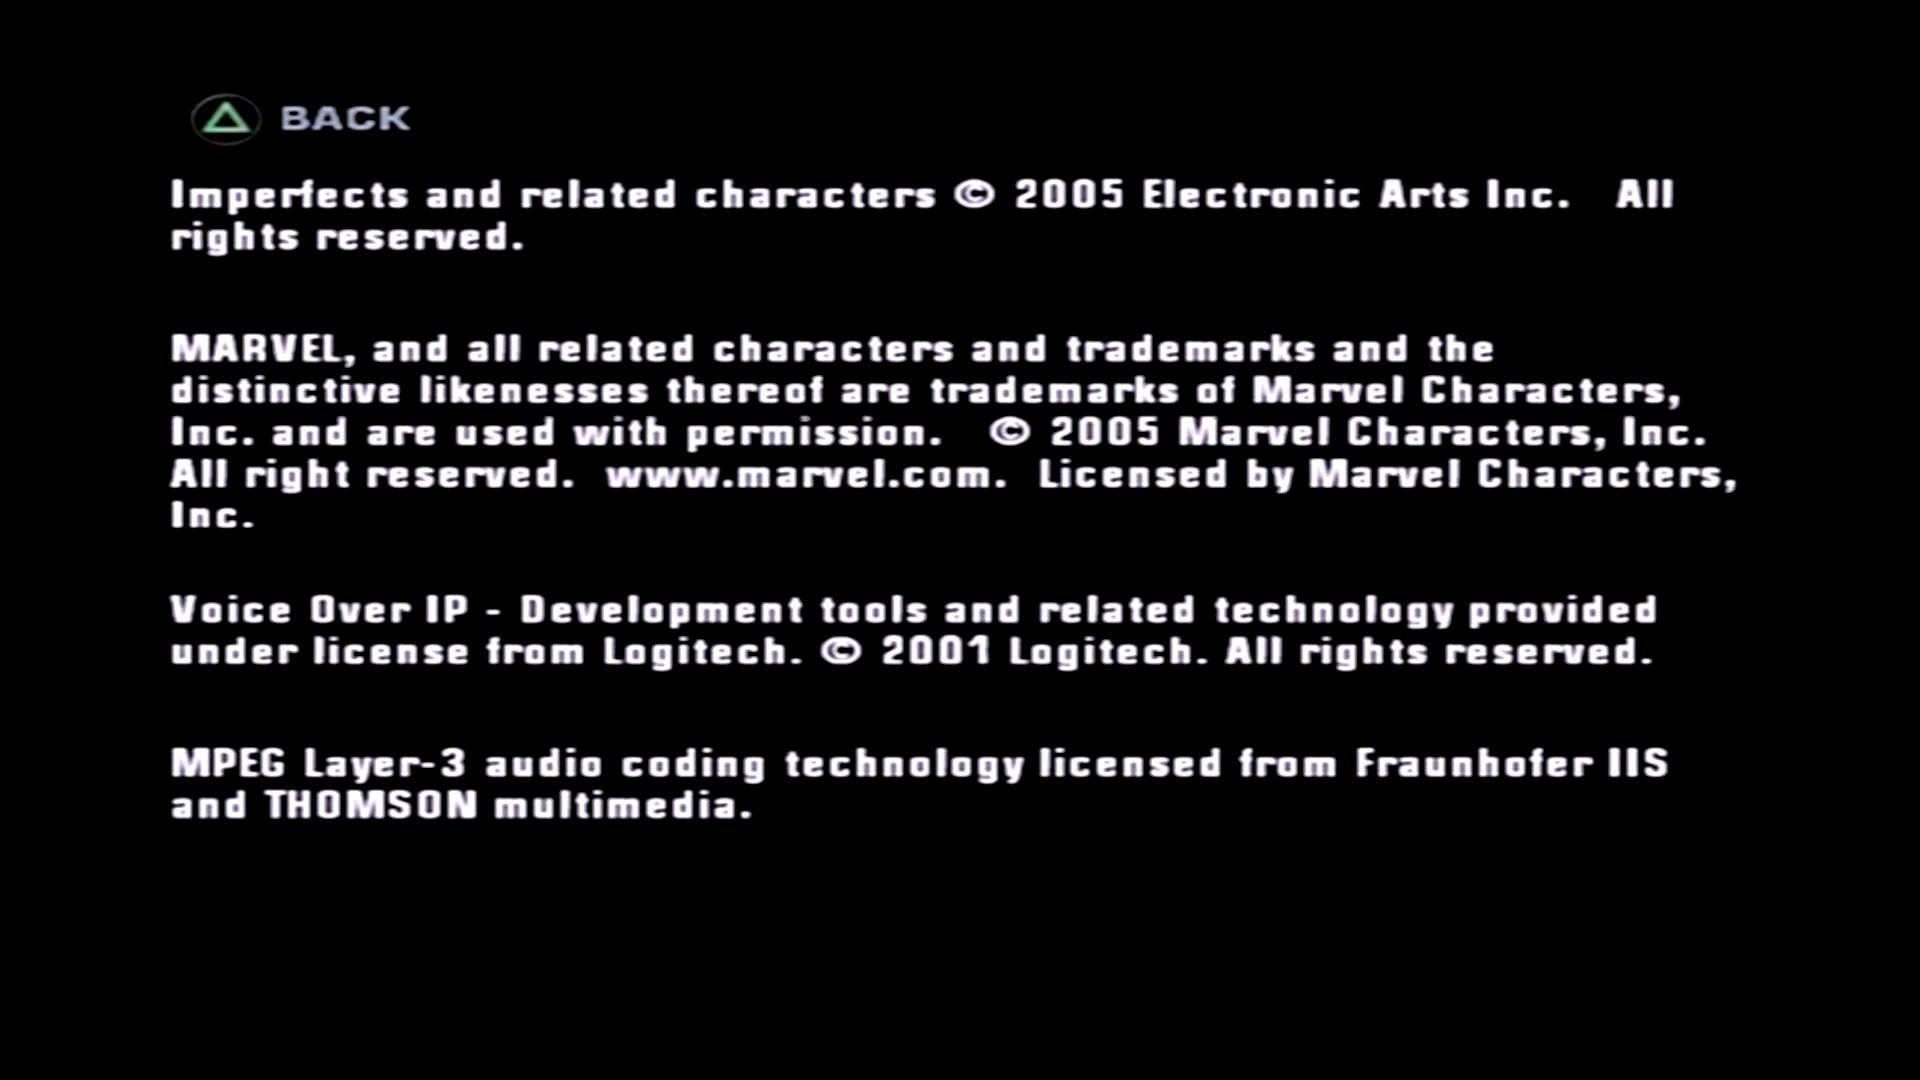 BACK
Imperfects and related characters © 2005 Electronic Arts Inc.   All
rights reserved.
MARVEL, and all related characters and trademarks and the
distinctive likenesses thereof are trademarks of Marvel Characters,
Inc. and are used with permission.   © 2005 Marvel Characters, Inc.
All right reserved.  www.marvel.com.  Licensed by Marvel Characters,
Inc.
Voice Over IP - Development tools and related technology provided
under license from Logitech. © 2001 Logitech. All rights reserved.
MPEG Layer-3 audio coding technology licensed from Fraunhofer IIS
and THOMSON multimedia.